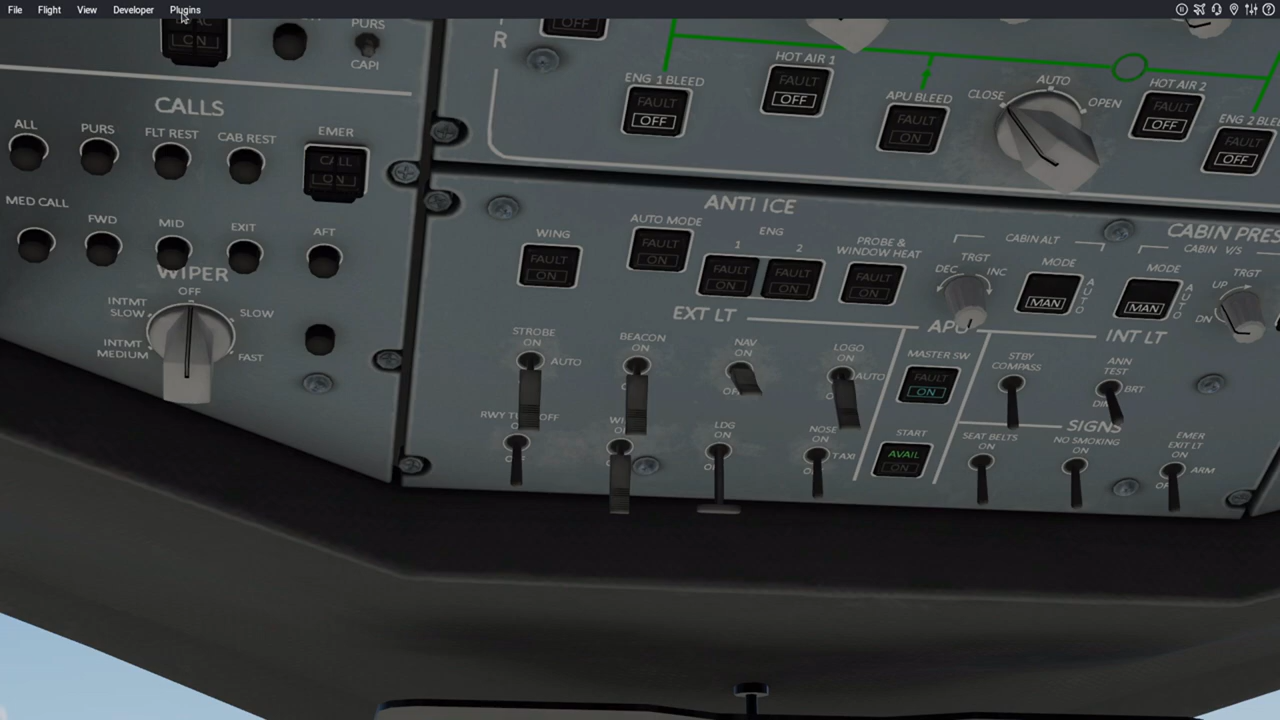 File Flight View Developer Plugins
ON
PURS
CAPI
R
OFF
ENG 1 BLEED
FAULT
OFF
HOT AIR 1
FAULT
OFF
APU BLEED
FAULT
ON
AUTO
CLOSE
OPEN
HOT AIR 2
FAULT
OFF
FAULT
OFF
CALLS
ALL
PURS
FLT REST
CAB REST
EMER
CALL
ON
MED CALL
FWD
MID
EXIT
AFT
WIPER
OFF
INTMT
SLOW
SLOW
INTMT
MEDIUM
FAST
ANTI ICE
WING
FAULT
ON
AUTO MODE
FAULT
ON
ENG
1
2
FAULT
ON
FAULT
ON
PROBE &
WINDOW HEAT
FAULT
ON
CABIN ALT
TRGT
DEC
INC
MODE
MAN
AUTO
CABIN V/S
MODE
MAN
AUTO
TRGT
UP
DN
EXT LT
STROBE
ON
AUTO
BEACON
ON
NAV
ON
LOGO
ON
AUTO
LDG
ON
NOSE
ON
TAXI
APU
MASTER SW
FAULT
ON
START
AVAIL
ON
INT LT
STBY
COMPASS
ANN
TEST
BRT
SIGNS
SEAT BELTS
ON
NO SMOKING
ON
EMER
EXIT LT
ON
ARM